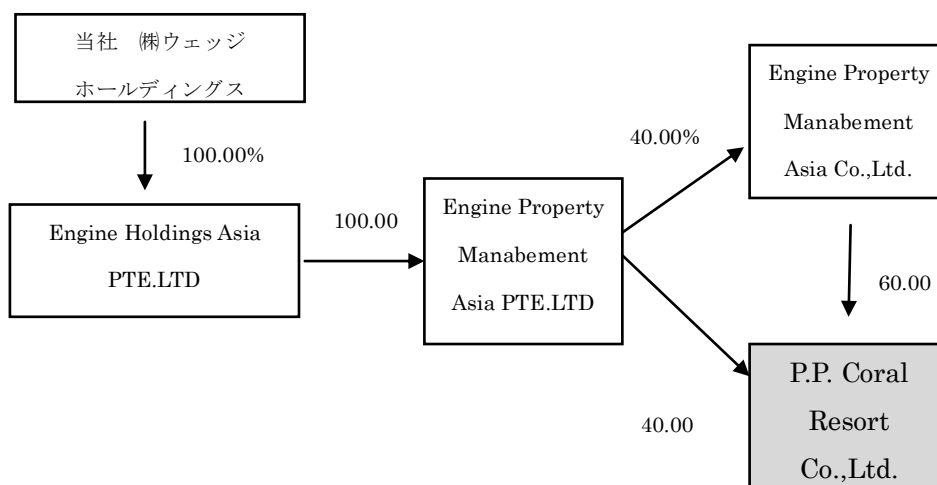 当社　㈱ウェッジ
ホールディングス
100.00%
Engine Holdings Asia
PTE.LTD
100.00
Engine Property
Manabement
Asia PTE.LTD
40.00%
Engine Property
Manabement
Asia Co.,Ltd.
60.00
40.00
P.P. Coral
Resort
Co.,Ltd.